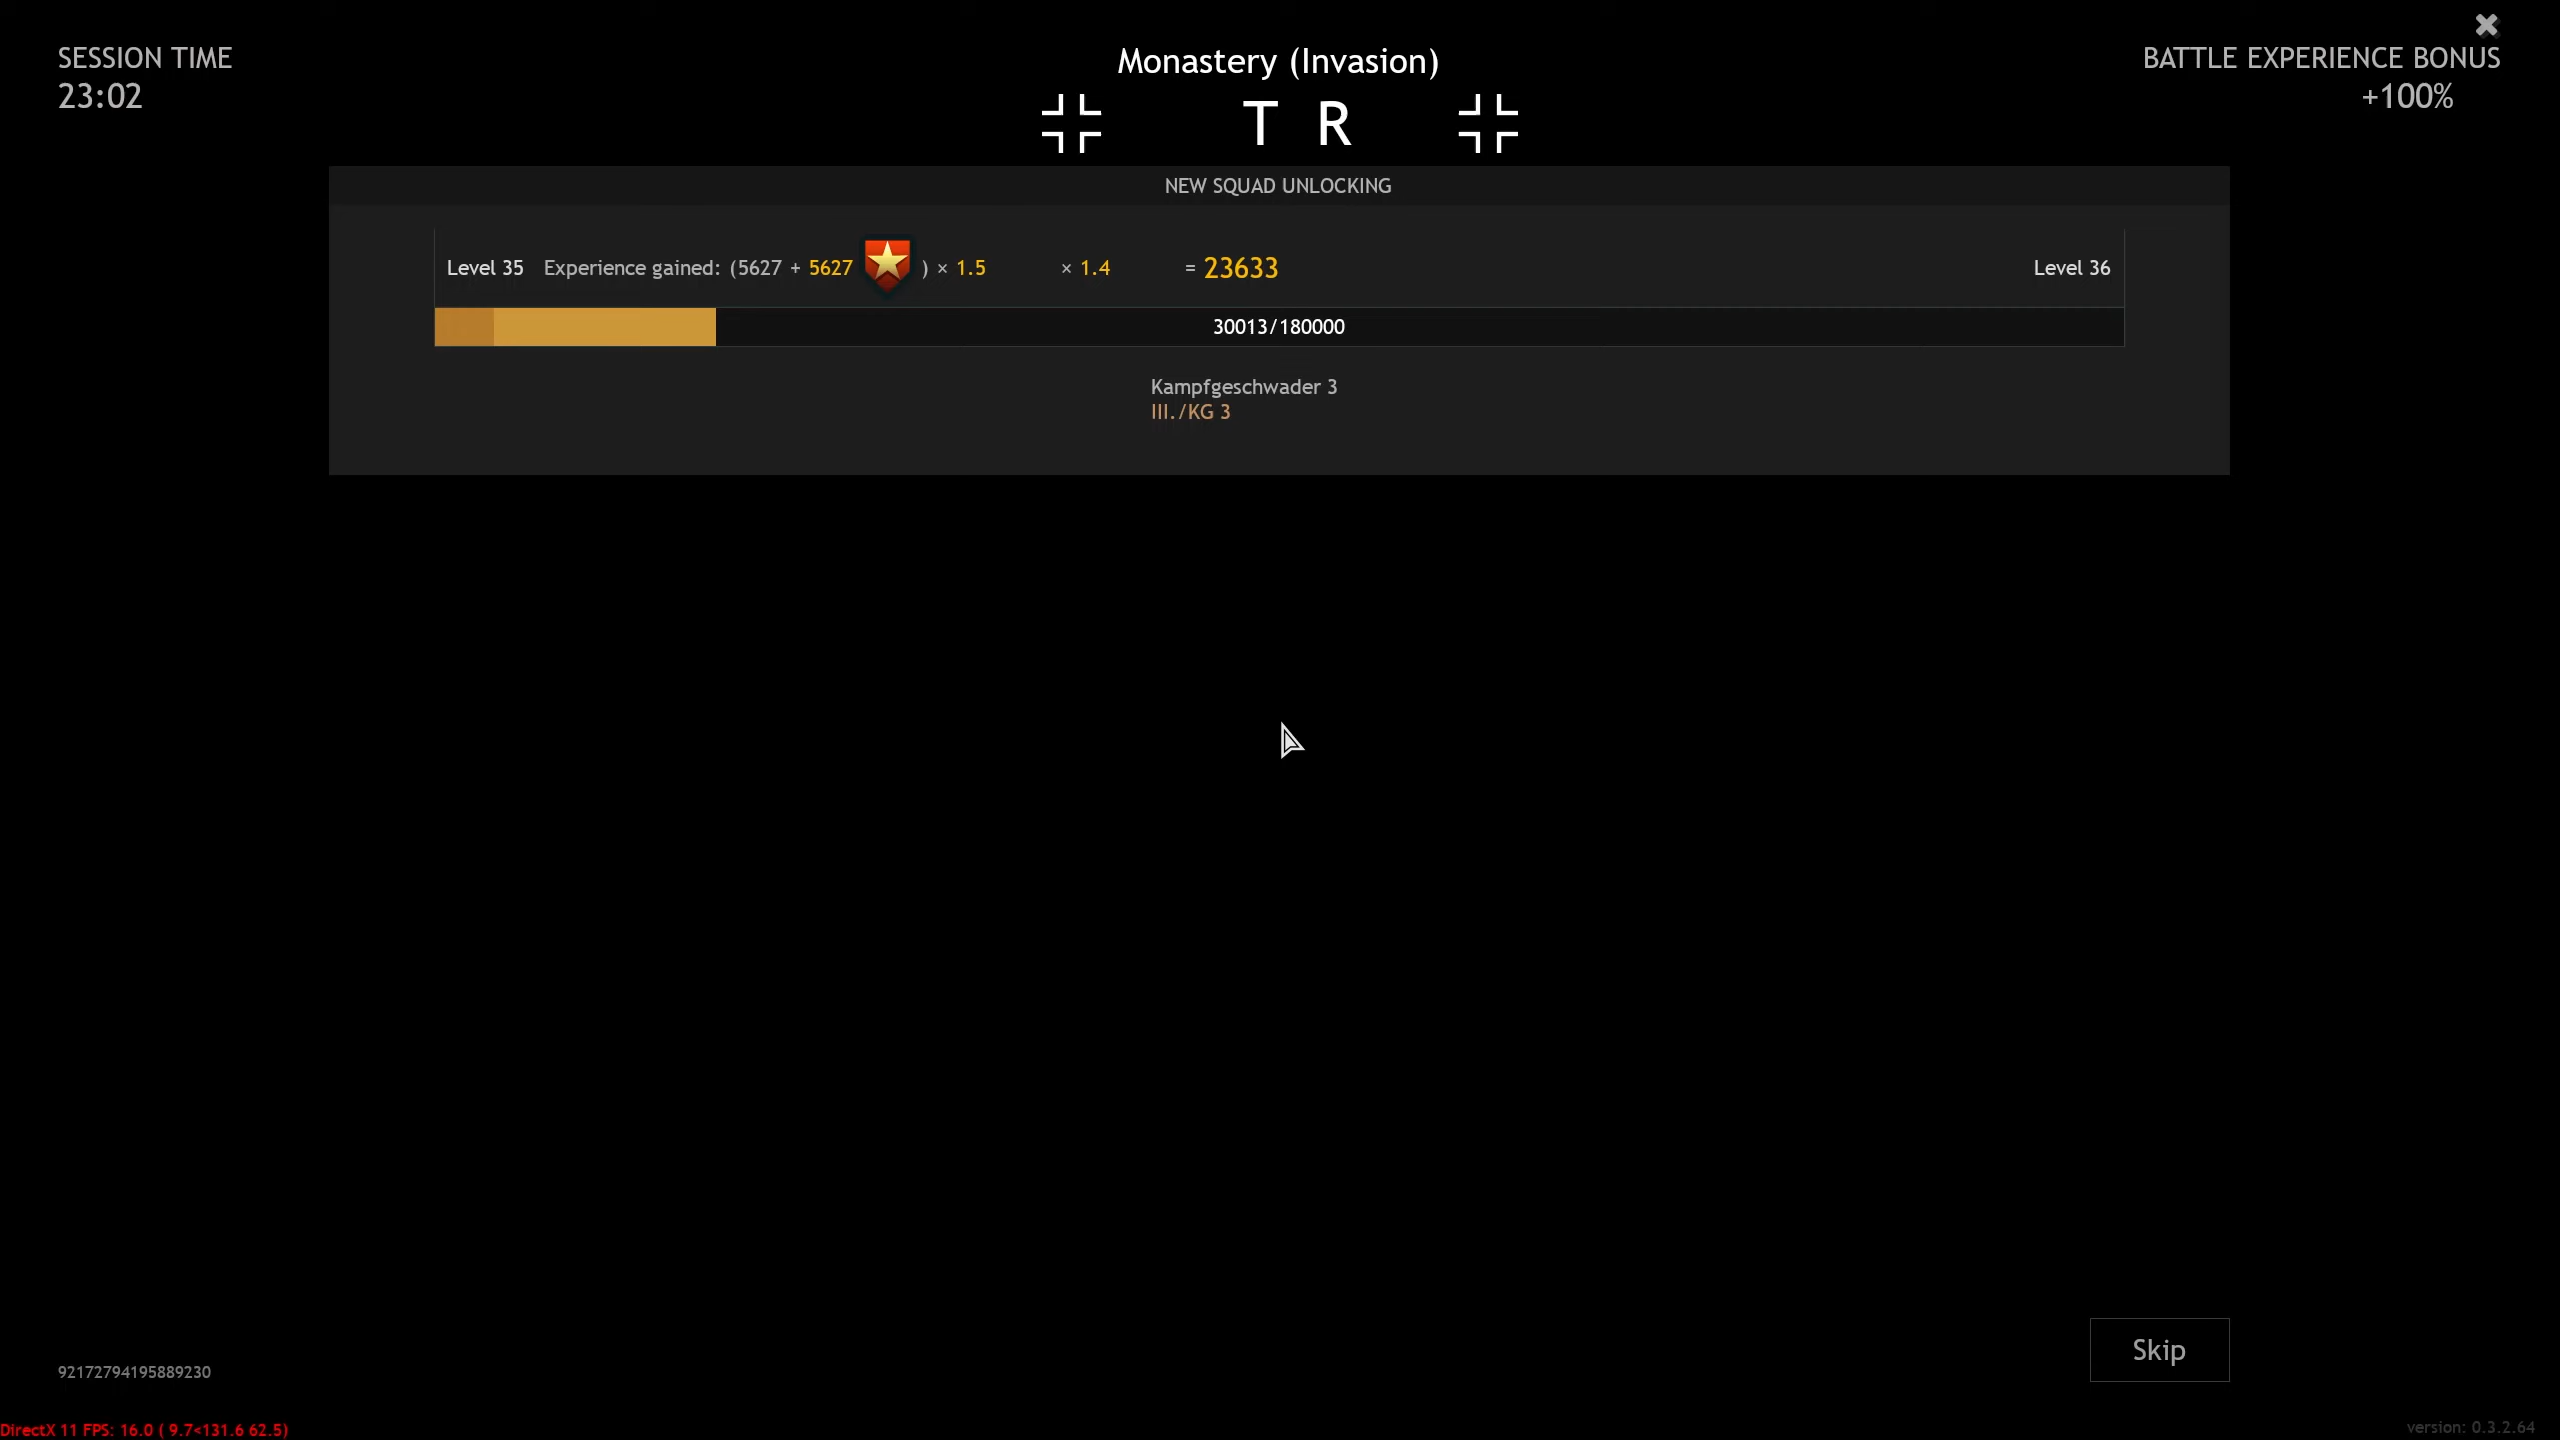 SESSION TIME
23:02
Monastery (Invasion)
T R
BATTLE EXPERIENCE BONUS
+100%
NEW SQUAD UNLOCKING
Level 35 Experience gained: (5627 + 5627 ) × 1.5 × 1.4 = 23633 Level 36
30013/180000
Kampfgeschwader 3
III./KG 3
Skip
92172794195889230
DirectX 11 FPS: 16.0 ( 9.7<131.6 62.5)
version: 0.3.2.64